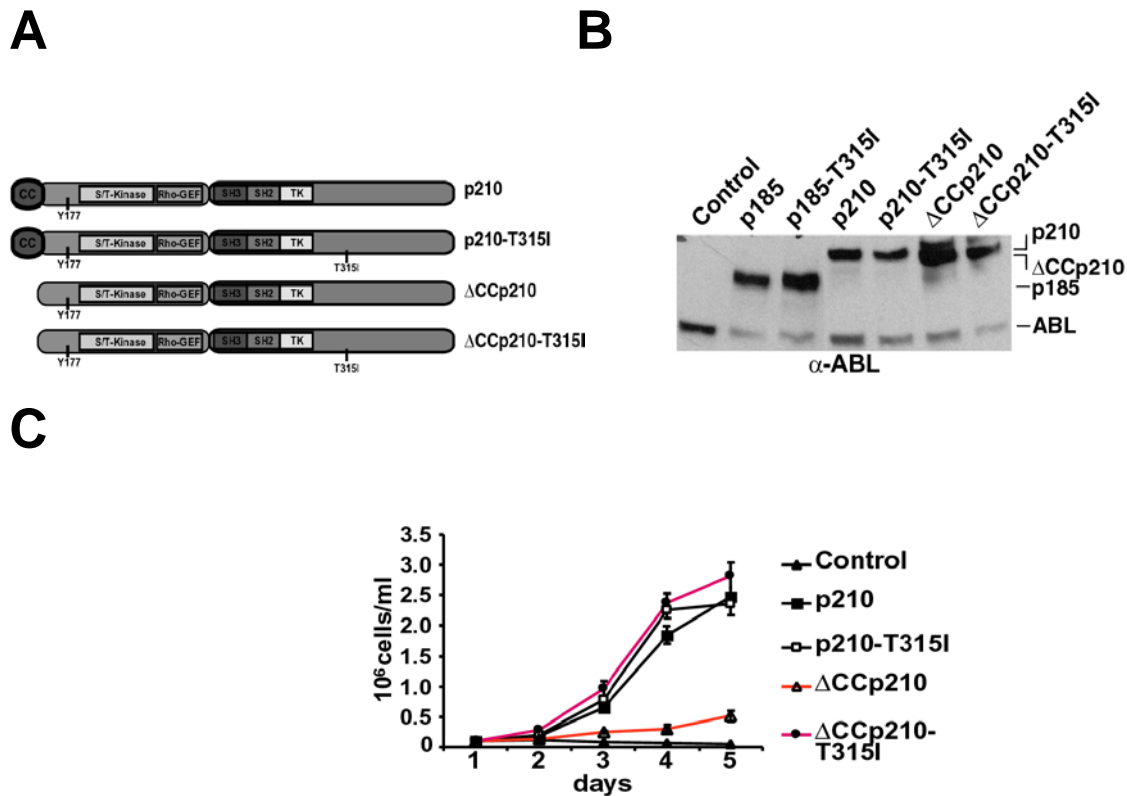 A
B
CC
S/T-Kinase
Rho-GEF
SH3
SH2
TK
p210
Y177
CC
S/T-Kinase
Rho-GEF
SH3
SH2
TK
p210-T315I
Y177
T315I
S/T-Kinase
Rho-GEF
SH3
SH2
TK
ΔCCp210
Y177
S/T-Kinase
Rho-GEF
SH3
SH2
TK
ΔCCp210-T315I
Y177
T315I
Control
p185
p185-T315I
p210
p210-T315I
ΔCCp210
ΔCCp210-T315I
p210
ΔCCp210
p185
ABL
α-ABL
C
3.5
3.0
2.5
2.0
1.5
1.0
0.5
0
10⁶cells/ml
1 2 3 4 5
days
Control
p210
p210-T315I
ΔCCp210
ΔCCp210-
T315I